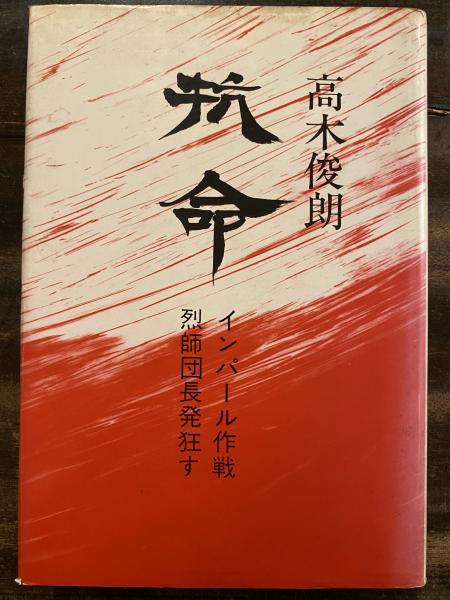 高木俊朗
抗命
インパール作戦
烈師団長発狂す